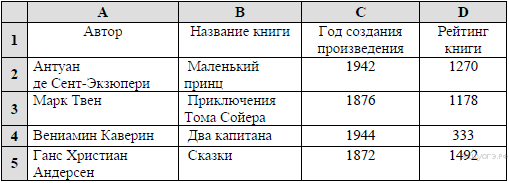 A B C D
1 Автор Название книги Год создания Рейтинг
произведения книги
2 Антуан Маленький 1942 1270
де Сент-Экзюпери принц
3 Марк Твен Приключения 1876 1178
Тома Сойера
4 Вениамин Каверин Два капитана 1944 333
5 Ганс Христиан Сказки 1872 1492
Андерсен